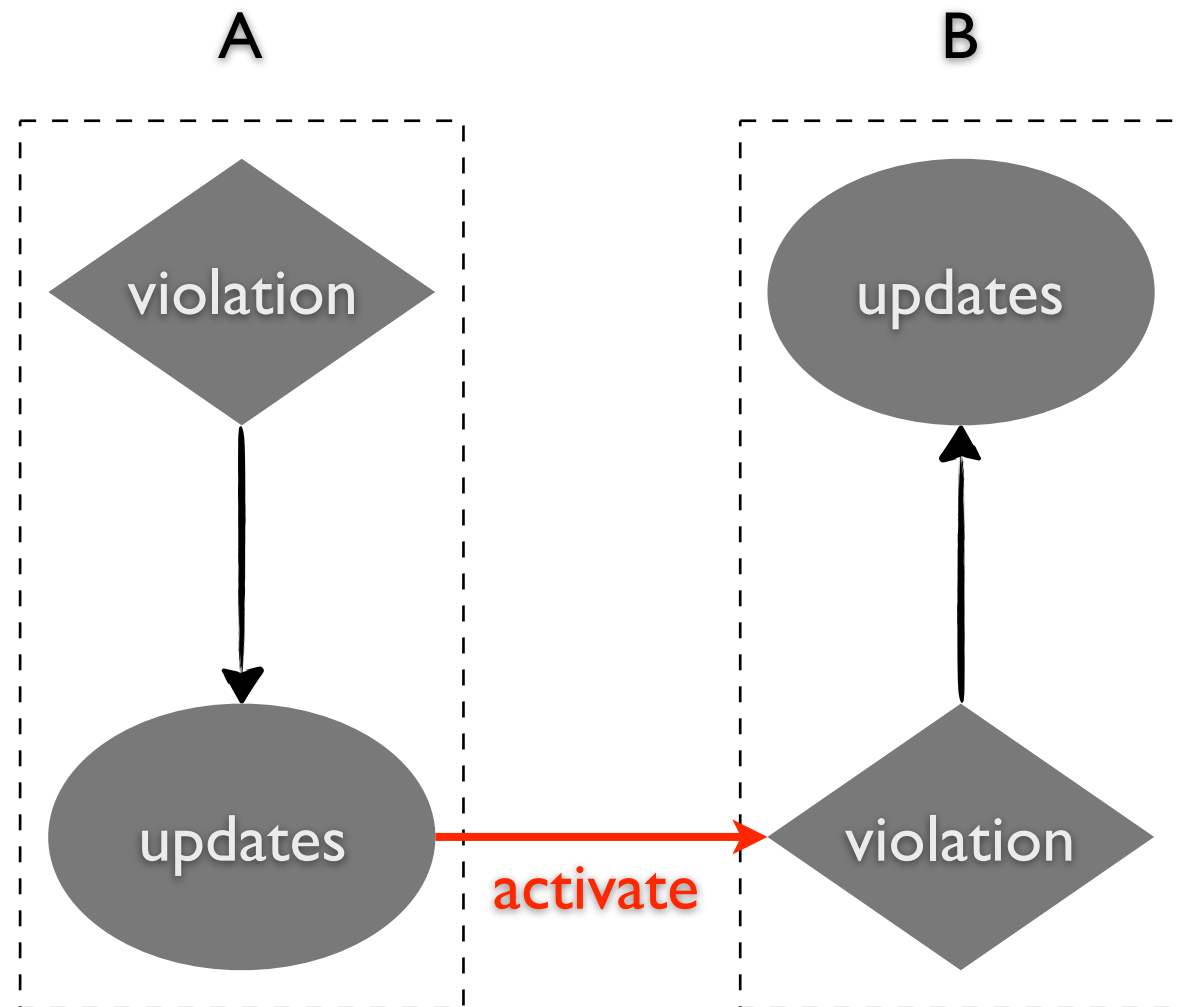 A
B
violation
updates
updates
violation
activate